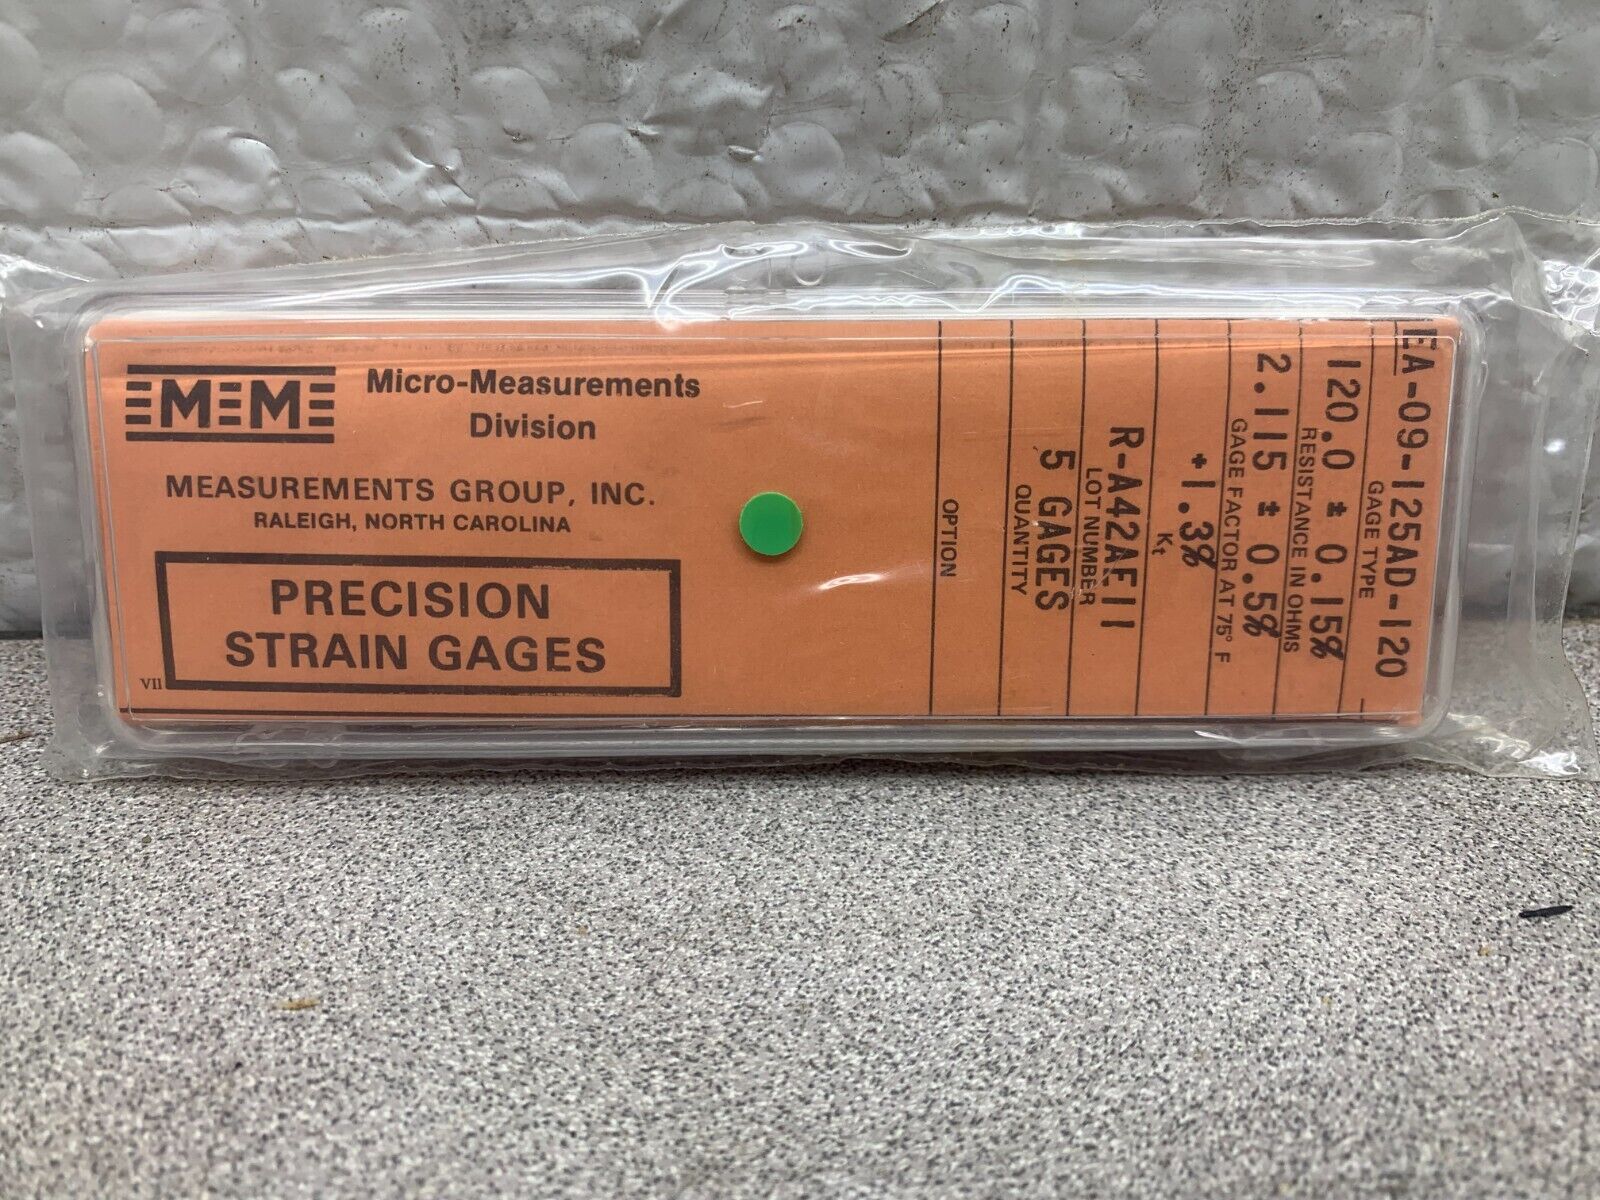 MM
Micro-Measurements
Division
MEASUREMENTS GROUP, INC.
RALEIGH, NORTH CAROLINA
PRECISION
STRAIN GAGES
VII
EA-09-125AD-120
GAGE TYPE
120.0 ± 0.15%
RESISTANCE IN OHMS
2.115 ± 0.5%
GAGE FACTOR AT 75° F
+1.3%
Kt
R-A42AE11
LOT NUMBER
5 GAGES
QUANTITY
OPTION